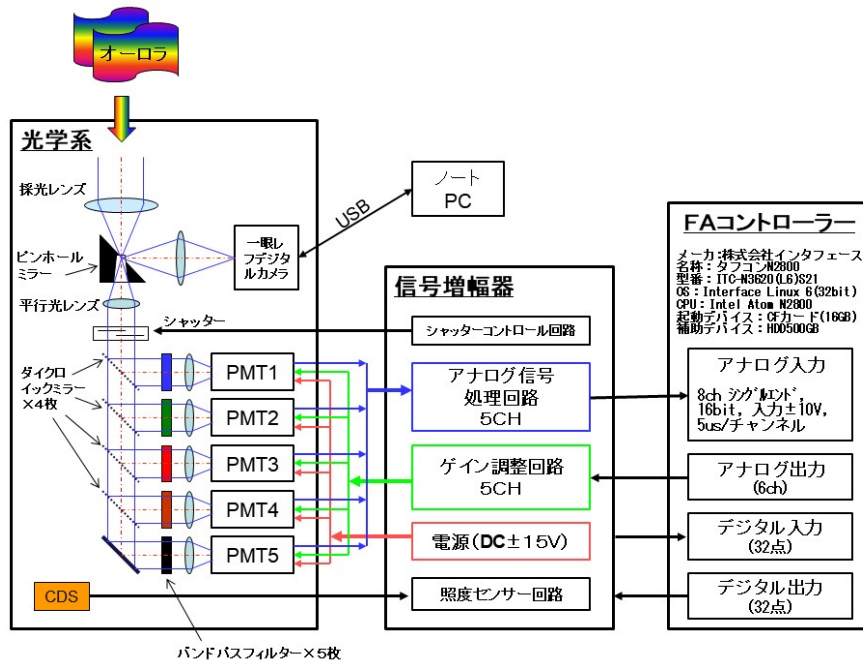 オーロラ
光学系
採光レンズ
ピンホール
ミラー
平行光レンズ
シャッター
ダイクロ
イックミラー
×4枚
一眼レ
フデジタ
ルカメラ
USB
ノート
PC
PMT1
PMT2
PMT3
PMT4
PMT5
CDS
バンドパスフィルター×5枚
信号増幅器
シャッターコントロール回路
アナログ信号
処理回路
5CH
ゲイン調整回路
5CH
電源(DC±15V)
照度センサー回路
FAコントローラー
メーカ:株式会社インタフェース
名称:タフコンN2800
型番:ITC-N3620(L6)S21
OS:Interface Linux 6(32bit)
CPU:Intel Atom N2800
起動デバイス:CFカード(16GB)
補助デバイス:HDD500GB
アナログ入力
8ch シングルエンド,
16bit, 入力±10V,
5us/チャンネル
アナログ出力
(6ch)
デジタル入力
(32点)
デジタル出力
(32点)